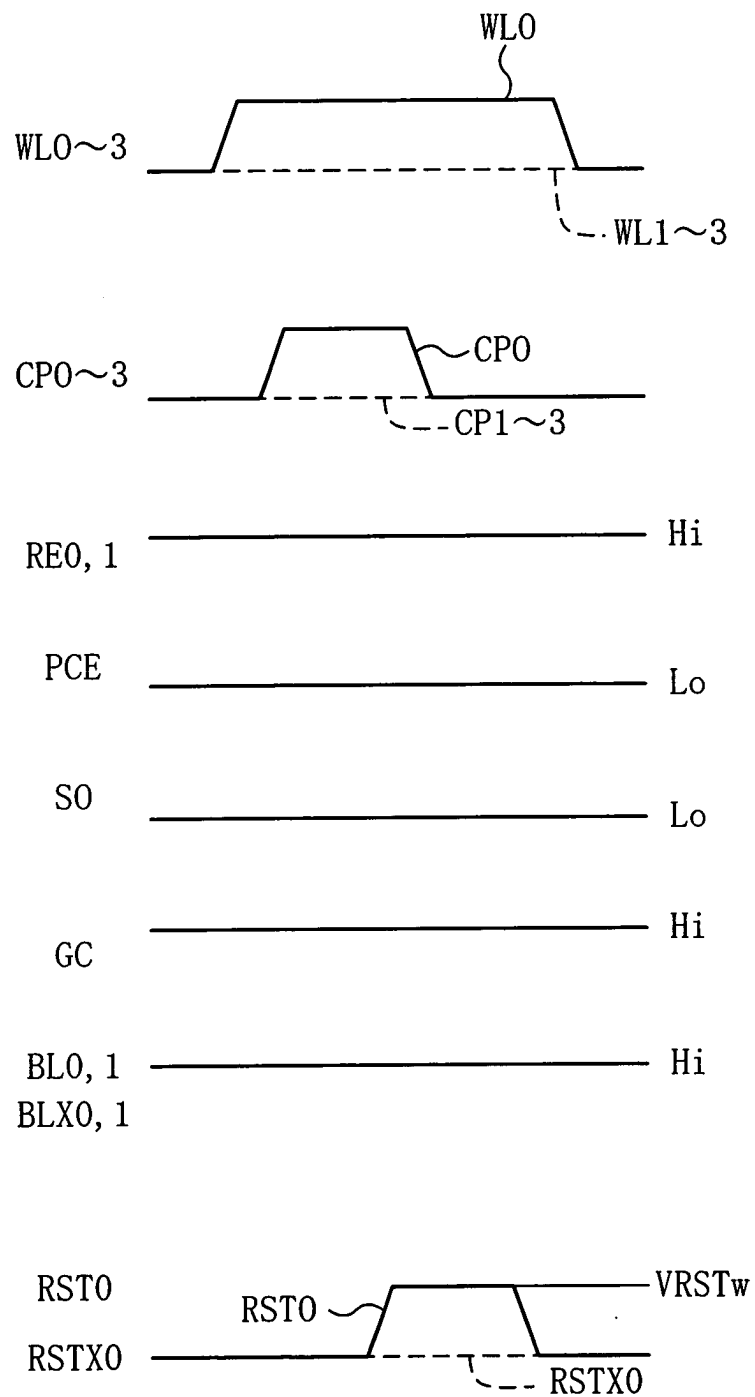 WL0
WL0～3
WL1～3
CP0～3
CP0
CP1～3
RE0, 1
Hi
PCE
Lo
S0
Lo
GC
Hi
BL0, 1
Hi
BLX0, 1
RST0
RST0
VRSTw
RSTX0
RSTX0